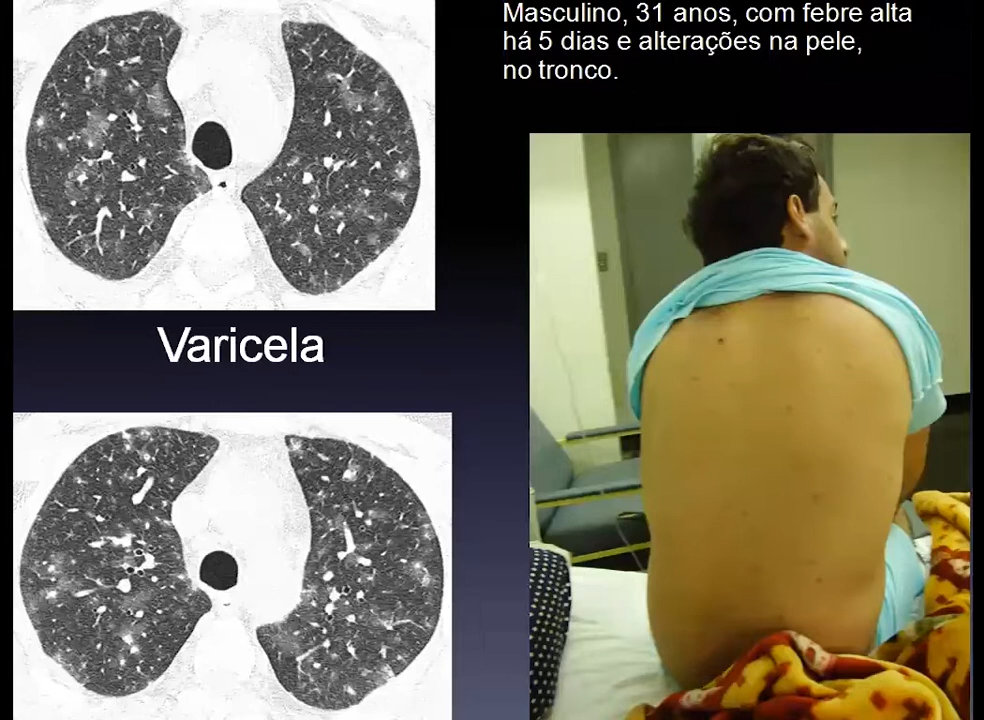 Masculino, 31 anos, com febre alta
há 5 dias e alterações na pele,
no tronco.
Varicela